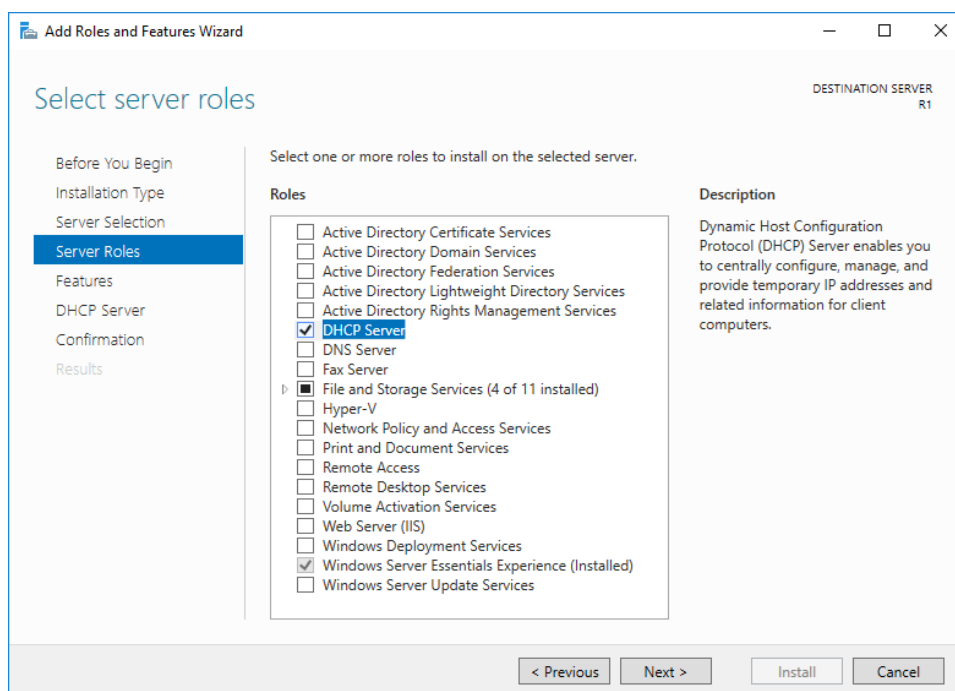 Add Roles and Features Wizard
Select server roles
DESTINATION SERVER
R1
Before You Begin
Installation Type
Server Selection
Server Roles
Features
DHCP Server
Confirmation
Results
Select one or more roles to install on the selected server.
Roles
Active Directory Certificate Services
Active Directory Domain Services
Active Directory Federation Services
Active Directory Lightweight Directory Services
Active Directory Rights Management Services
DHCP Server
DNS Server
Fax Server
File and Storage Services (4 of 11 installed)
Hyper-V
Network Policy and Access Services
Print and Document Services
Remote Access
Remote Desktop Services
Volume Activation Services
Web Server (IIS)
Windows Deployment Services
Windows Server Essentials Experience (Installed)
Windows Server Update Services
Description
Dynamic Host Configuration
Protocol (DHCP) Server enables you
to centrally configure, manage, and
provide temporary IP addresses and
related information for client
computers.
< Previous
Next >
Install
Cancel